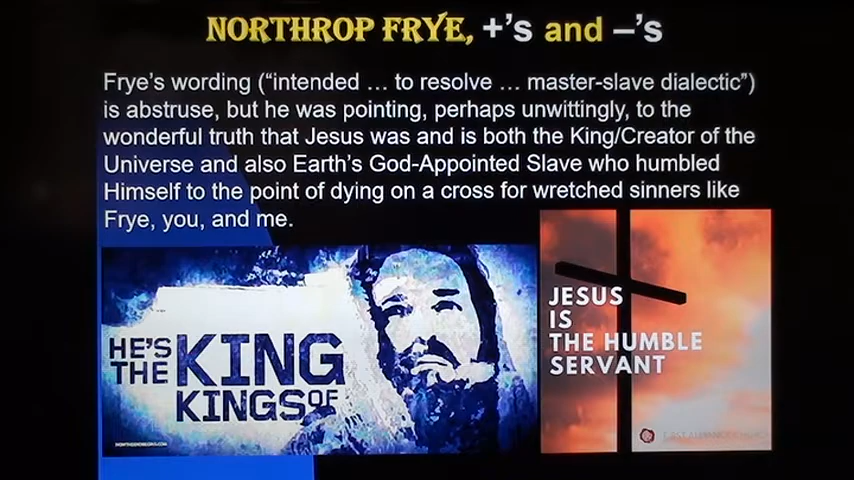 NORTHROP FRYE, +'s and –'s
Frye's wording ("intended … to resolve … master-slave dialectic")
is abstruse, but he was pointing, perhaps unwittingly, to the
wonderful truth that Jesus was and is both the King/Creator of the
Universe and also Earth's God-Appointed Slave who humbled
Himself to the point of dying on a cross for wretched sinners like
Frye, you, and me.
HE'S
THE KING
KINGS OF
JESUS
IS
THE HUMBLE
SERVANT